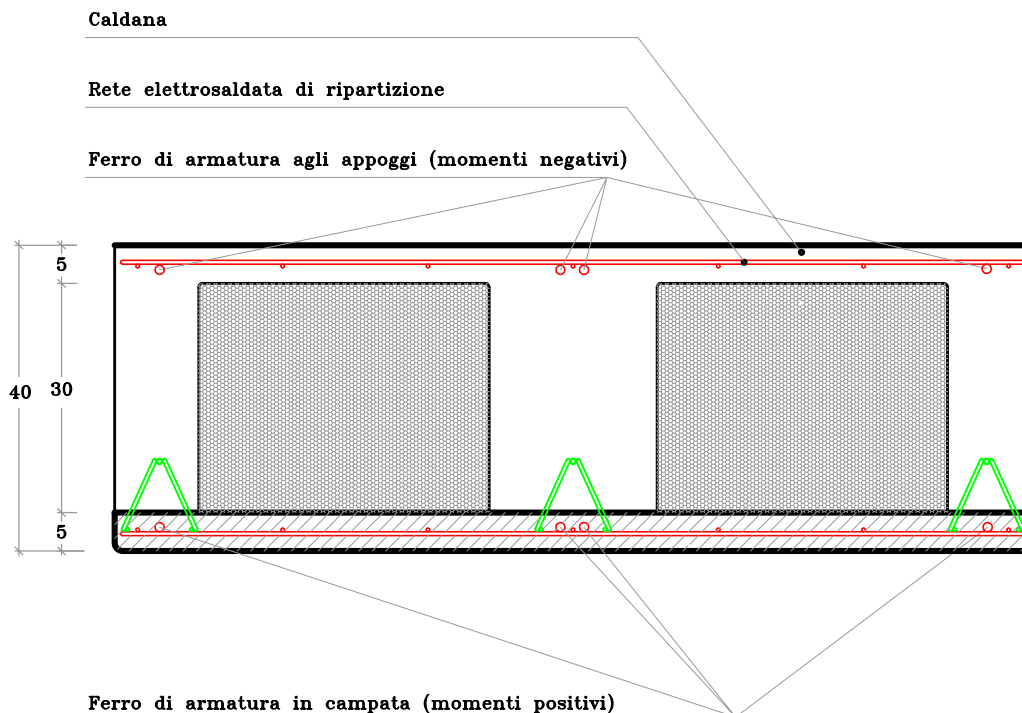 Caldana
Rete elettrosaldata di ripartizione
Ferro di armatura agli appoggi (momenti negativi)
5
40
30
5
Ferro di armatura in campata (momenti positivi)